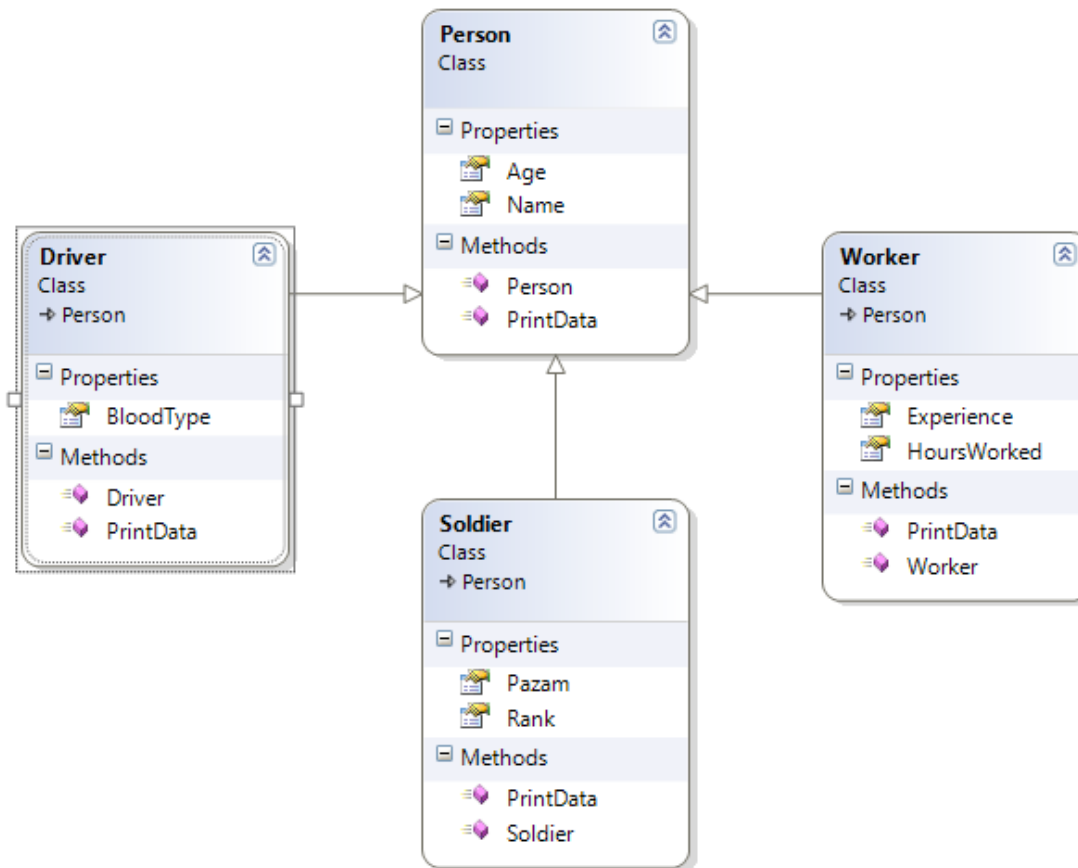 Person
Class
Properties
Age
Name
Methods
Person
PrintData
Driver
Class
Person
Properties
BloodType
Methods
Driver
PrintData
Worker
Class
Person
Properties
Experience
HoursWorked
Methods
PrintData
Worker
Soldier
Class
Person
Properties
Pazam
Rank
Methods
PrintData
Soldier